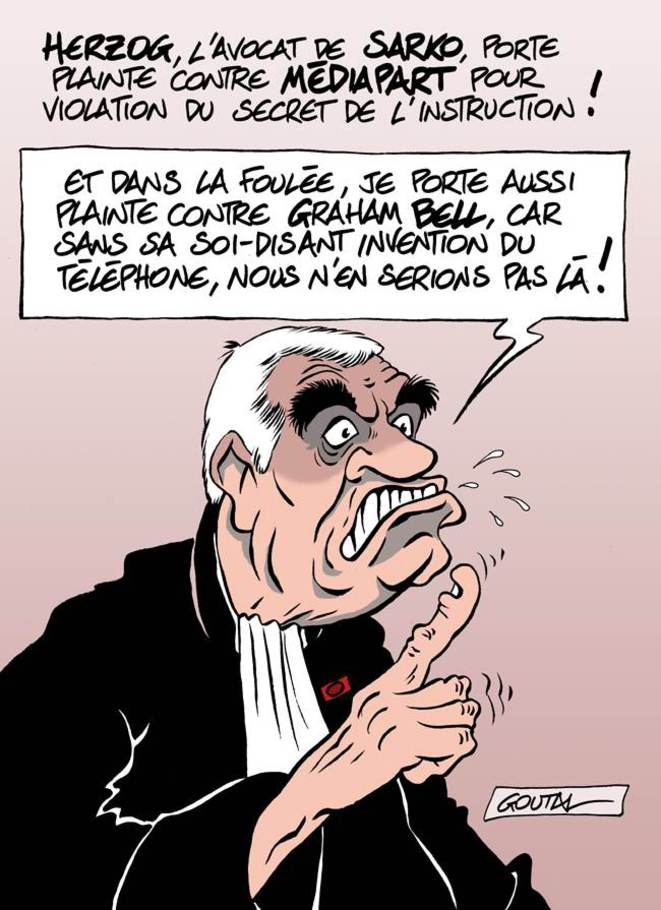 HERZOG, L'AVOCAT DE SARKO, PORTE
PLAINTE CONTRE MÉDIAPART POUR
VIOLATION DU SECRET DE L'INSTRUCTION !
ET DANS LA FOULÉE, JE PORTE AUSSI
PLAINTE CONTRE GRAHAM BELL, CAR
SANS SA SOI-DISANT INVENTION DU
TÉLÉPHONE, NOUS N'EN SERIONS PAS LÀ !
GOUTAL